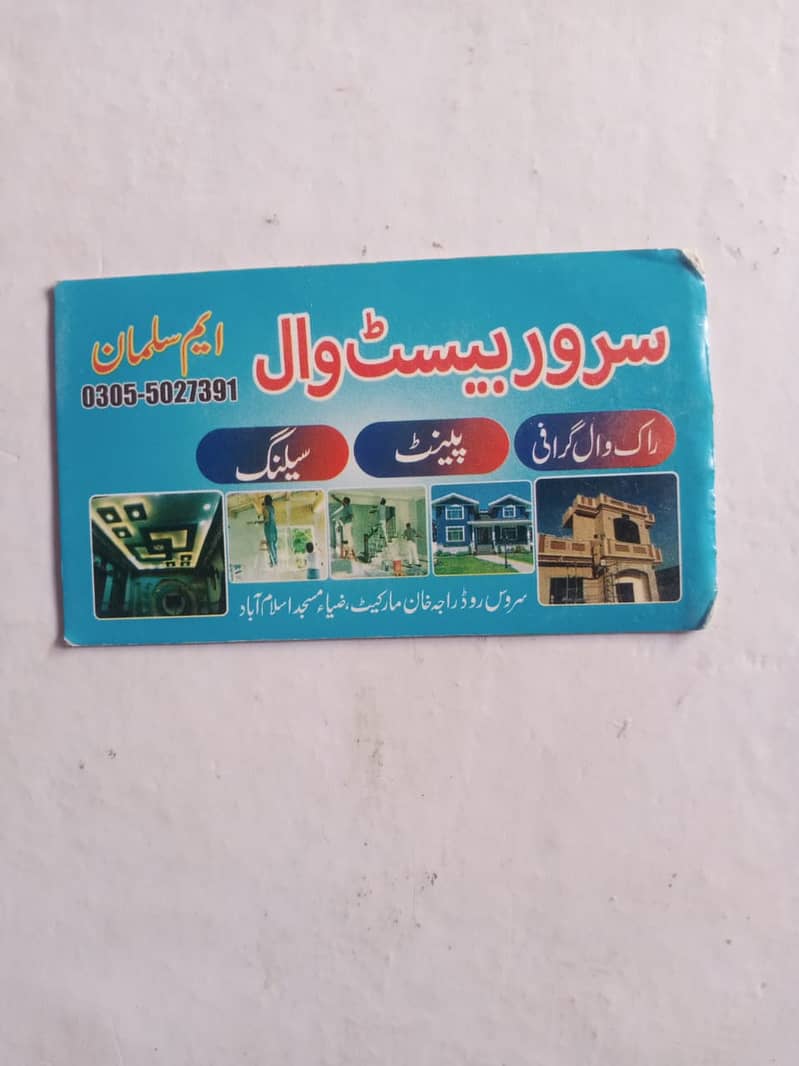 سرور بیسٹ وال
ایم سلمان
0305-5027391
راک وال گرافی
پلینٹ
سیلنگ
سروس روڈ راجہ خان مارکیٹ، ضیاء مسجد اسلام آباد